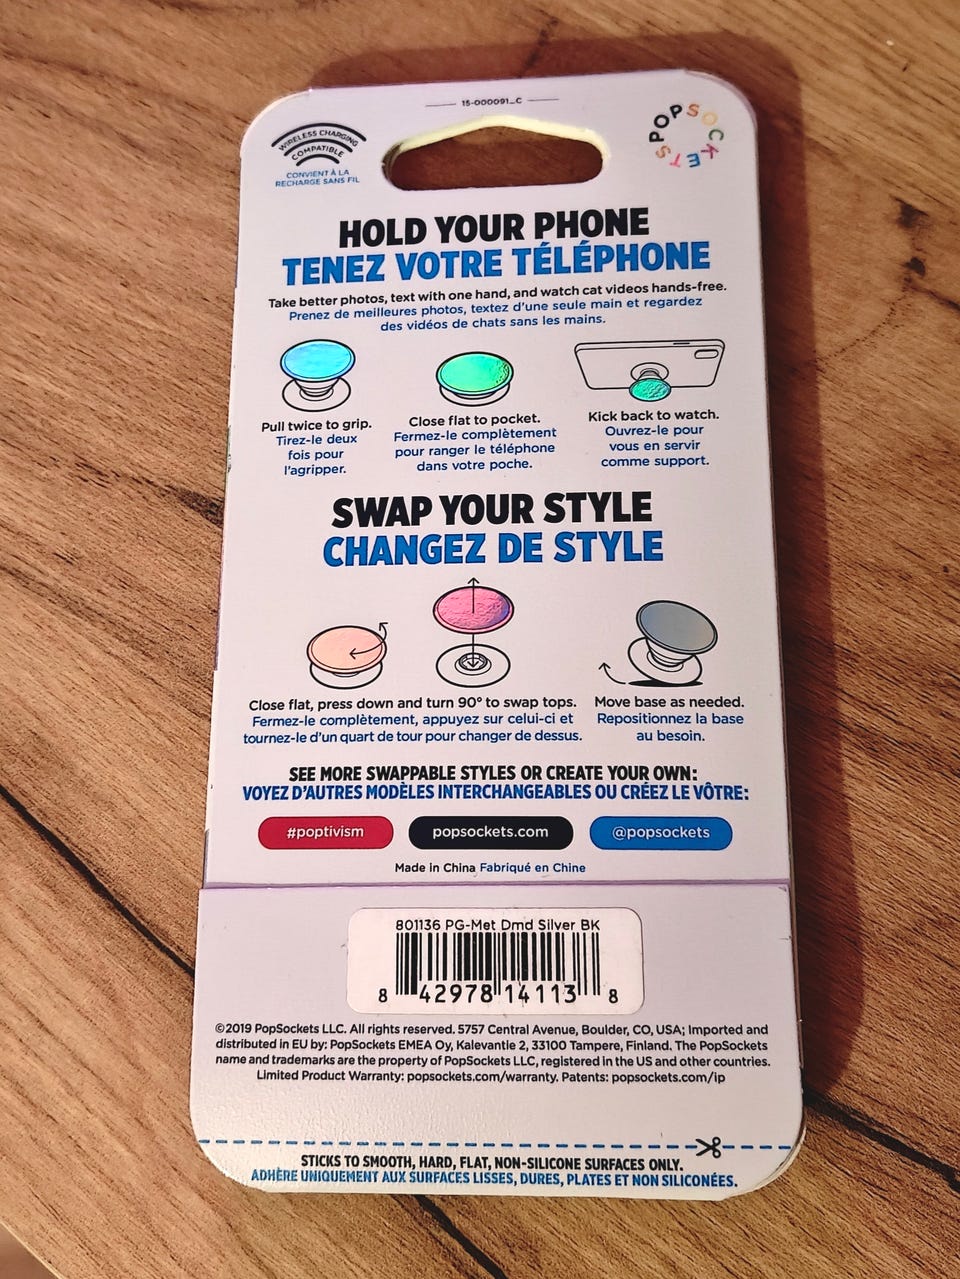 15-000091_C
WIRELESS CHARGING
COMPATIBLE
CONVIENT À LA
RECHARGE SANS FIL
POPSOCKETS
HOLD YOUR PHONE
TENEZ VOTRE TÉLÉPHONE
Take better photos, text with one hand, and watch cat videos hands-free.
Prenez de meilleures photos, textez d'une seule main et regardez
des vidéos de chats sans les mains.
Pull twice to grip.
Tirez-le deux
fois pour
l'agripper.
Close flat to pocket.
Fermez-le complètement
pour ranger le téléphone
dans votre poche.
Kick back to watch.
Ouvrez-le pour
vous en servir
comme support.
SWAP YOUR STYLE
CHANGEZ DE STYLE
Close flat, press down and turn 90° to swap tops.
Fermez-le complètement, appuyez sur celui-ci et
tournez-le d'un quart de tour pour changer de dessus.
Move base as needed.
Repositionnez la base
au besoin.
SEE MORE SWAPPABLE STYLES OR CREATE YOUR OWN:
VOYEZ D'AUTRES MODÈLES INTERCHANGEABLES OU CRÉEZ LE VÔTRE:
#poptivism
popsockets.com
@popsockets
Made in China Fabriqué en Chine
801136 PG-Met Dmd Silver BK
8 42978 14113 8
©2019 PopSockets LLC. All rights reserved. 5757 Central Avenue, Boulder, CO, USA; Imported and
distributed in EU by: PopSockets EMEA Oy, Kalevantie 2, 33100 Tampere, Finland. The PopSockets
name and trademarks are the property of PopSockets LLC, registered in the US and other countries.
Limited Product Warranty: popsockets.com/warranty. Patents: popsockets.com/ip
STICKS TO SMOOTH, HARD, FLAT, NON-SILICONE SURFACES ONLY.
ADHÈRE UNIQUEMENT AUX SURFACES LISSES, DURES, PLATES ET NON SILICONÉES.